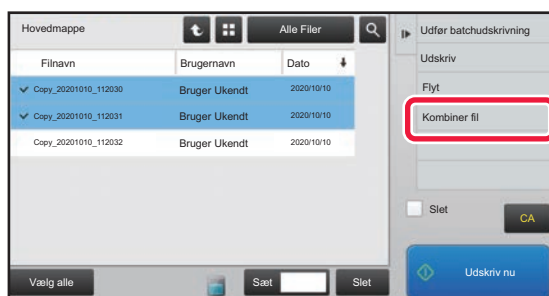 Hovedmappe
Alle Filer
Filnavn
Brugernavn
Dato
Copy_20201010_112030
Bruger Ukendt
2020/10/10
Copy_20201010_112031
Bruger Ukendt
2020/10/10
Copy_20201010_112032
Bruger Ukendt
2020/10/10
Vælg alle
Sæt
Slet
Udfør batchudskrivning
Udskriv
Flyt
Kombiner fil
Slet
CA
Udskriv nu